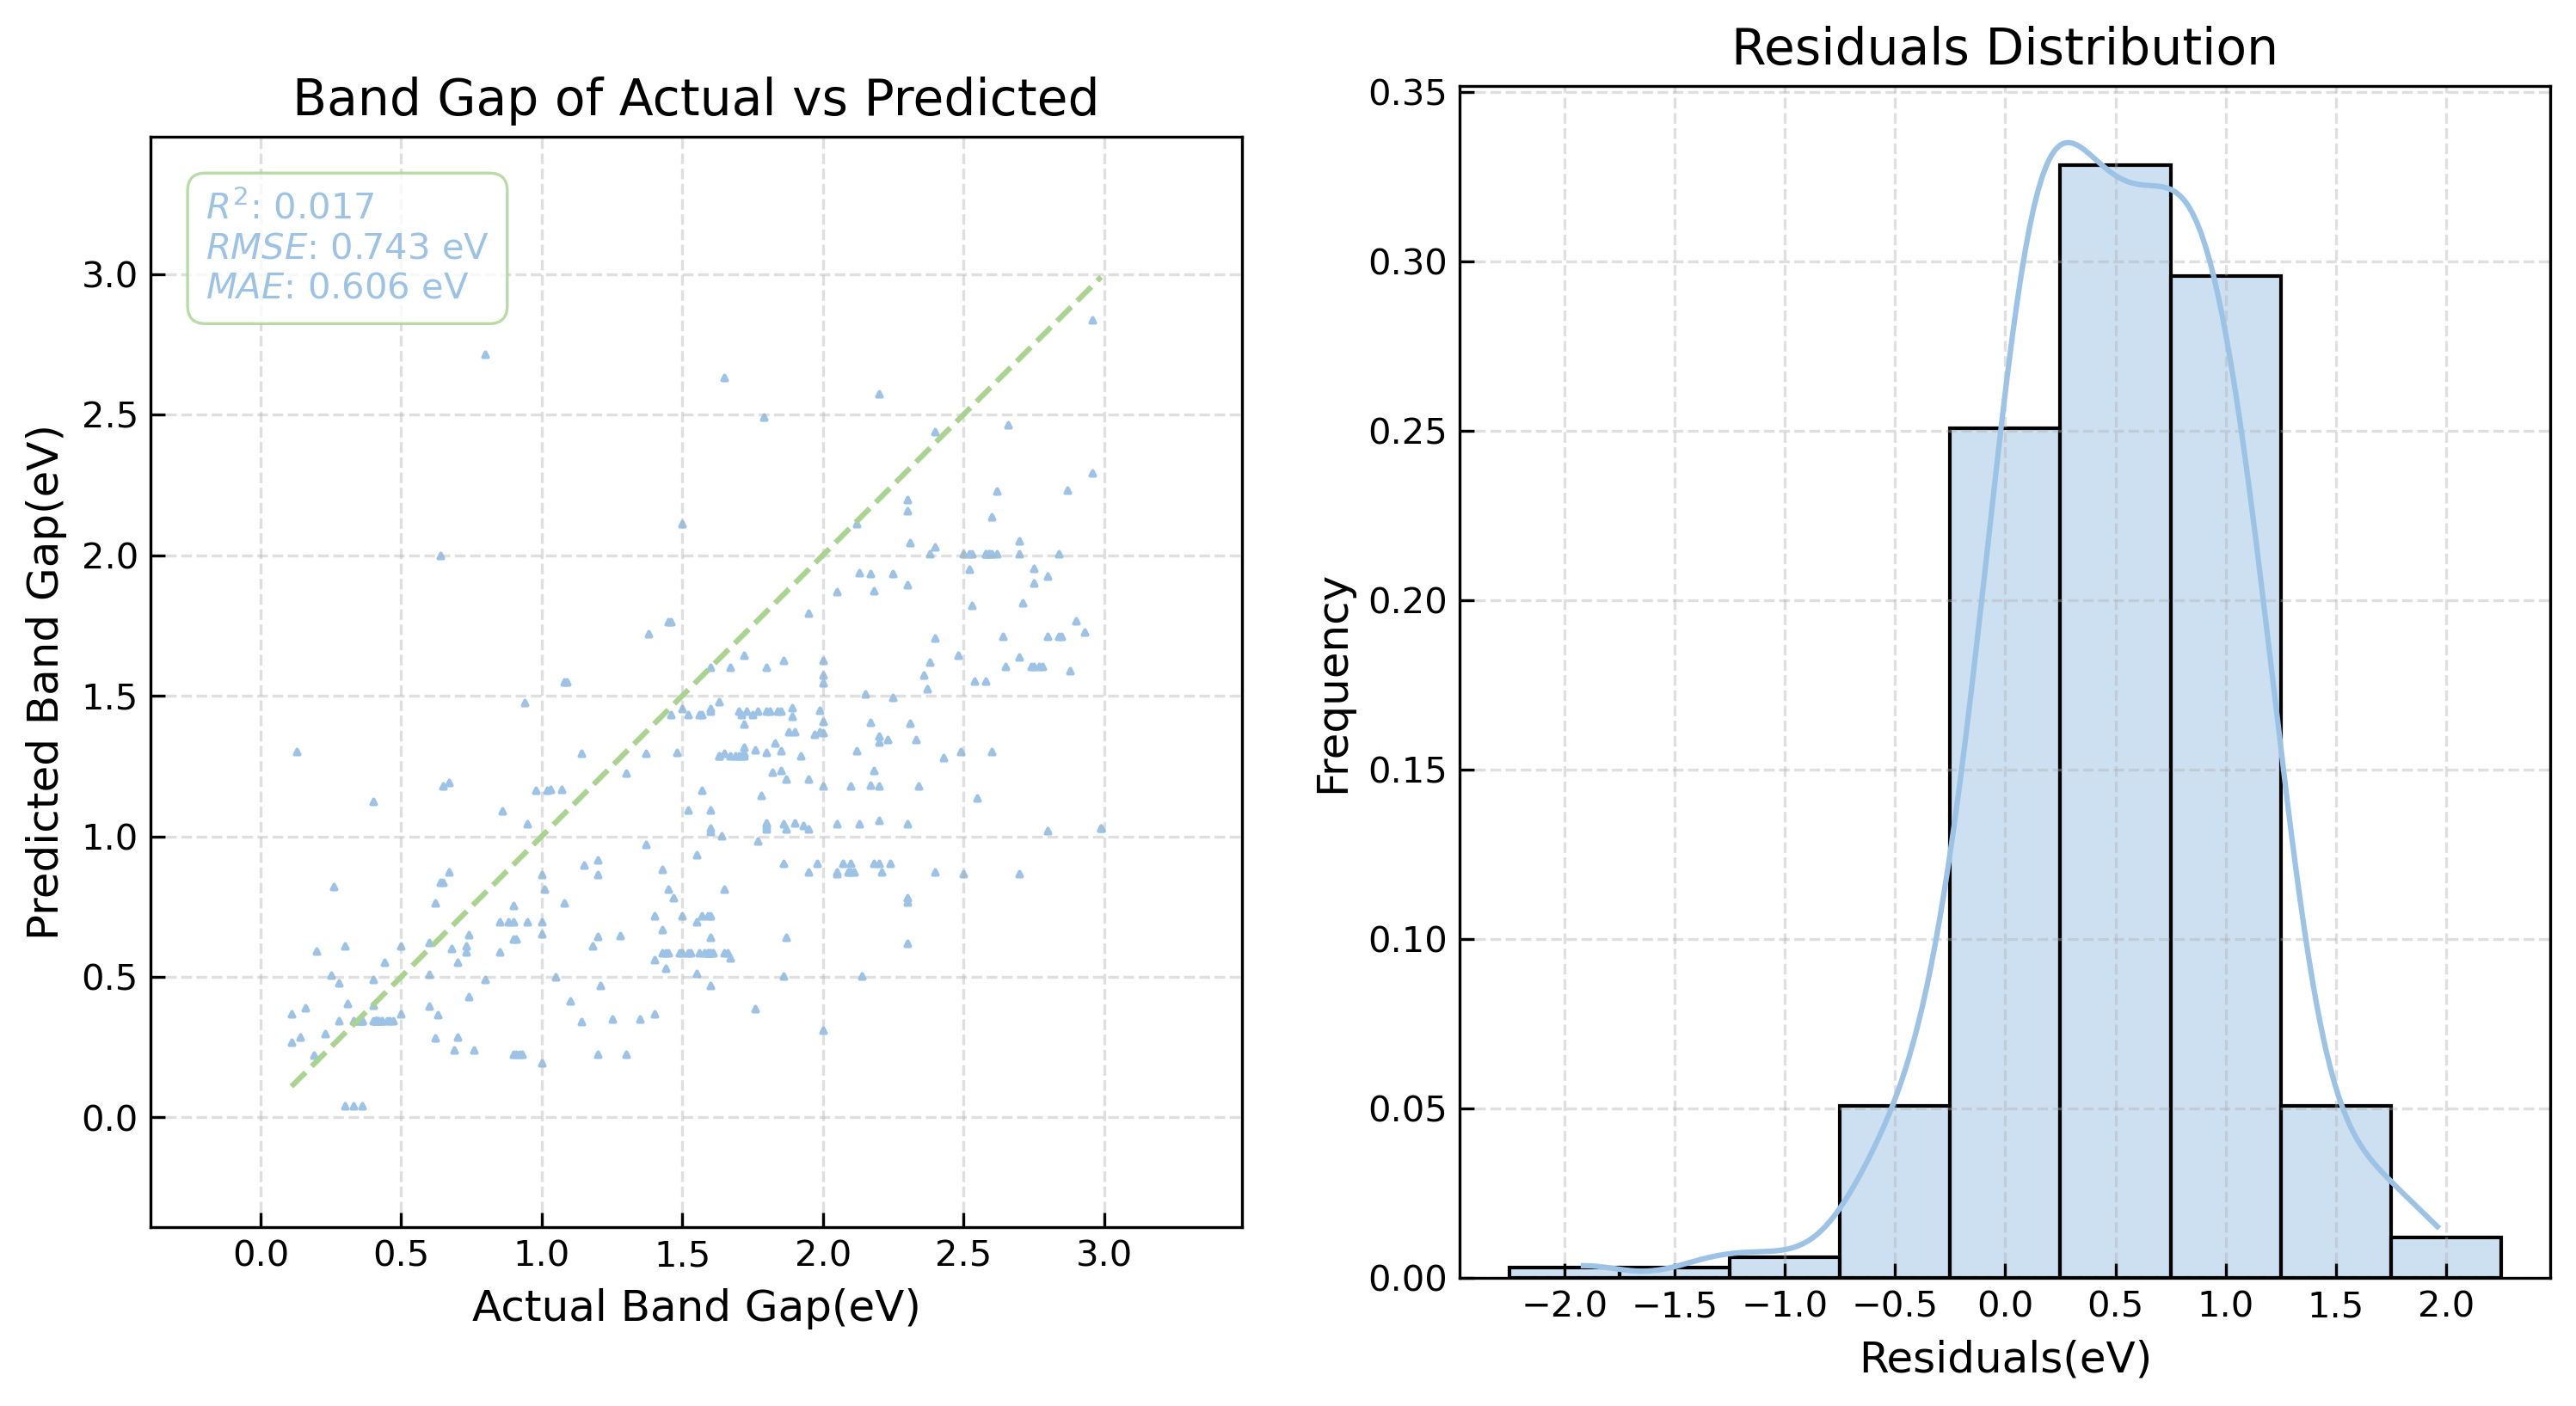 Band Gap of Actual vs Predicted
R²: 0.017
RMSE: 0.743 eV
MAE: 0.606 eV
Predicted Band Gap(eV)
3.0
2.5
2.0
1.5
1.0
0.5
0.0
0.0 0.5 1.0 1.5 2.0 2.5 3.0
Actual Band Gap(eV)
Residuals Distribution
Frequency
0.35
0.30
0.25
0.20
0.15
0.10
0.05
0.00
−2.0 −1.5 −1.0 −0.5 0.0 0.5 1.0 1.5 2.0
Residuals(eV)